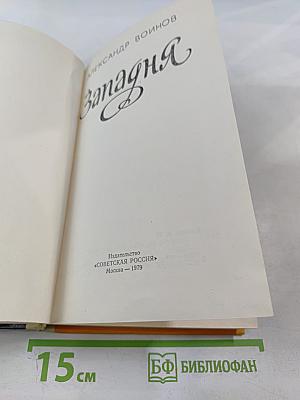 АЛЕКСАНДР ВОИНОВ
Западня
Издательство
«СОВЕТСКАЯ РОССИЯ»
Москва — 1979
15 см
БФ БИБЛИОФАН